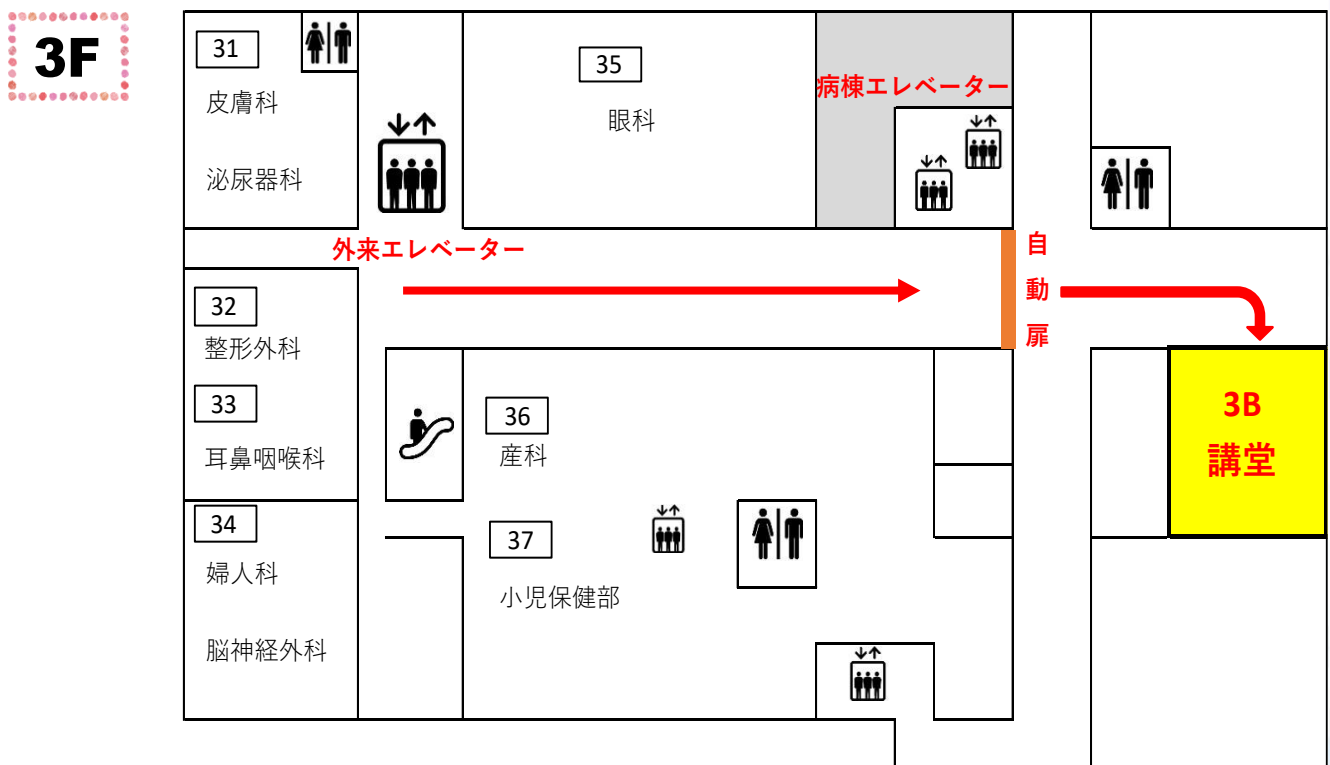 3F
31
皮膚科
泌尿器科
35
眼科
病棟エレベーター
外来エレベーター
自
動
扉
32
整形外科
33
耳鼻咽喉科
34
婦人科
脳神経外科
36
産科
37
小児保健部
3B
講堂